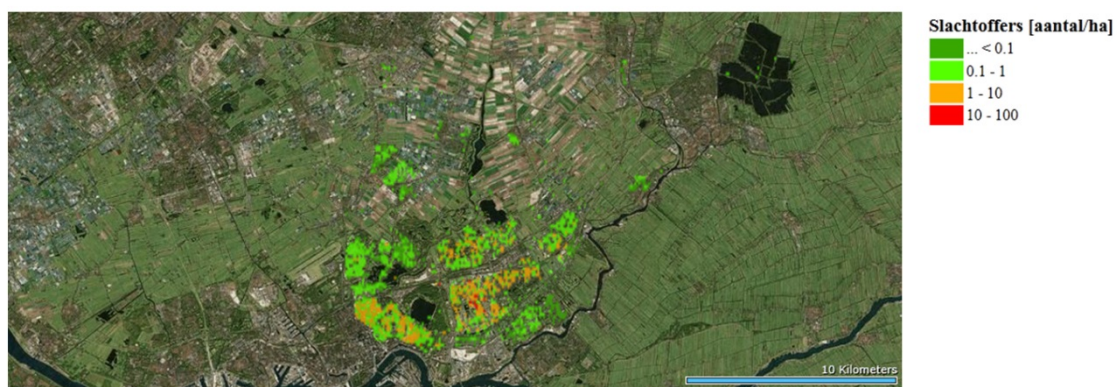 Slachtoffers [aantal/ha]
... < 0.1
0.1 - 1
1 - 10
10 - 100
10 Kilometers